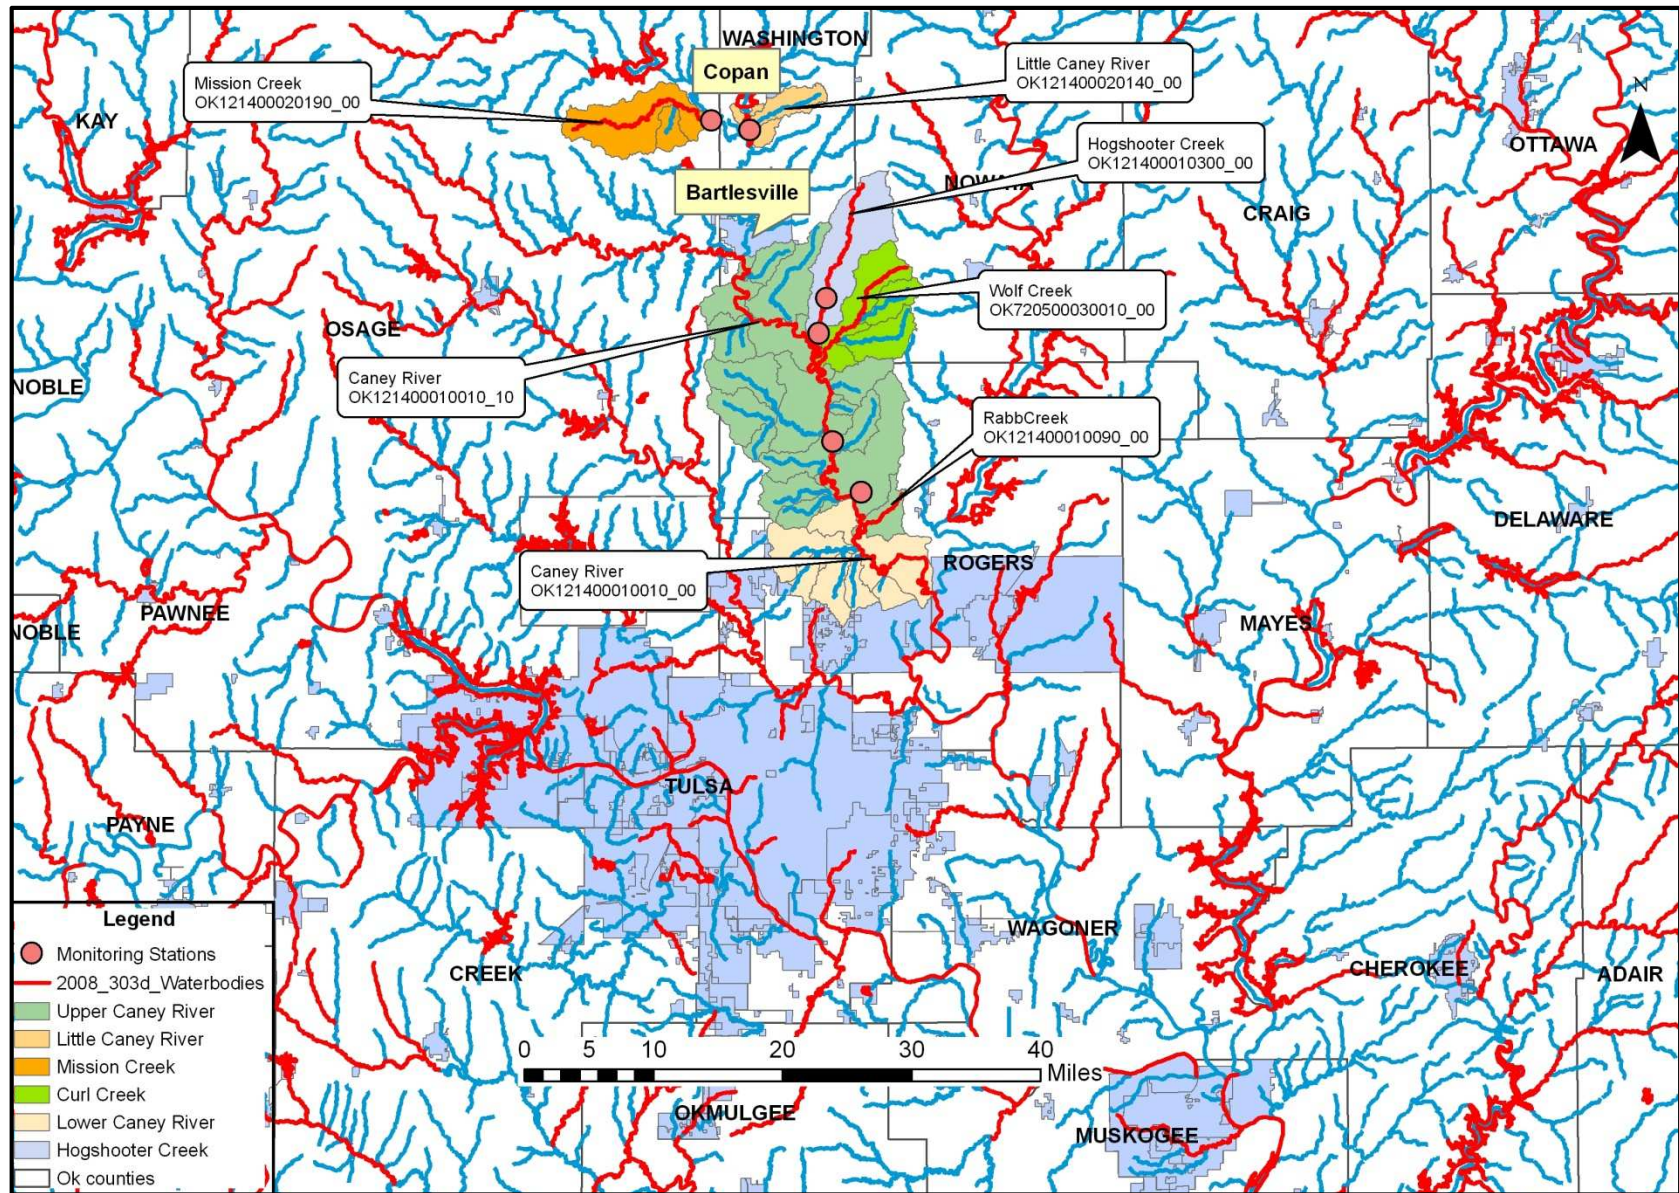 WASHINGTON
Copan
Mission Creek
OK121400020190_00
Little Caney River
OK121400020140_00
KAY
N
OTTAWA
Hogshooter Creek
OK121400010300_00
NOWATA
Bartlesville
CRAIG
Wolf Creek
OK720500030010_00
OSAGE
Caney River
OK121400010010_10
NOBLE
RabbCreek
OK121400010090_00
DELAWARE
Caney River
OK121400010010_00
ROGERS
PAWNEE
NOBLE
MAYES
TULSA
PAYNE
WAGONER
CREEK
CHEROKEE
ADAIR
Legend
Monitoring Stations
2008_303d_Waterbodies
Upper Caney River
Little Caney River
Mission Creek
Curl Creek
Lower Caney River
Hogshooter Creek
Ok counties
0 5 10 20 30 40
Miles
OKMULGEE
MUSKOGEE